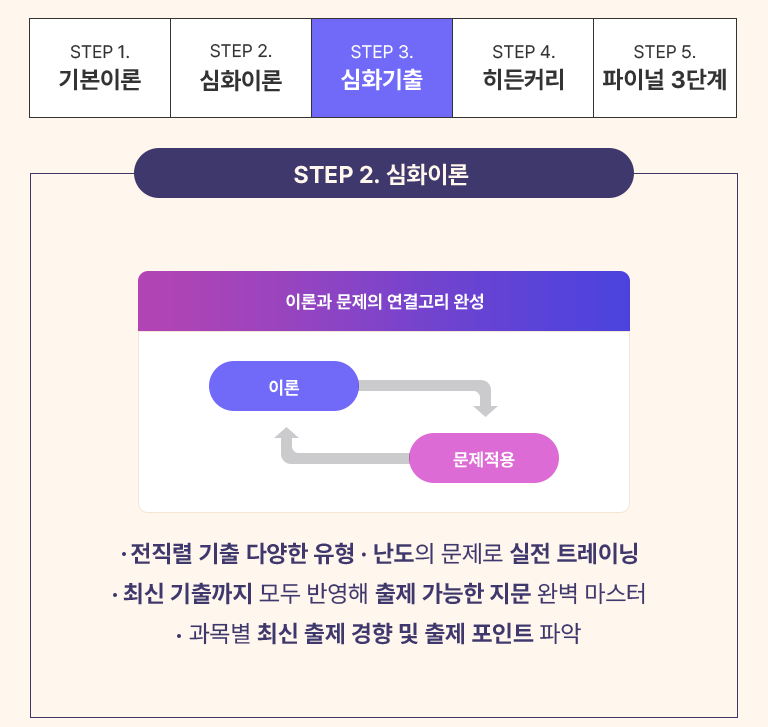 STEP 1.
기본이론
STEP 2.
심화이론
STEP 3.
심화기출
STEP 4.
히든커리
STEP 5.
파이널 3단계
STEP 2. 심화이론
이론과 문제의 연결고리 완성
이론
문제적용
· 전직렬 기출 다양한 유형 · 난도의 문제로 실전 트레이닝
· 최신 기출까지 모두 반영해 출제 가능한 지문 완벽 마스터
· 과목별 최신 출제 경향 및 출제 포인트 파악